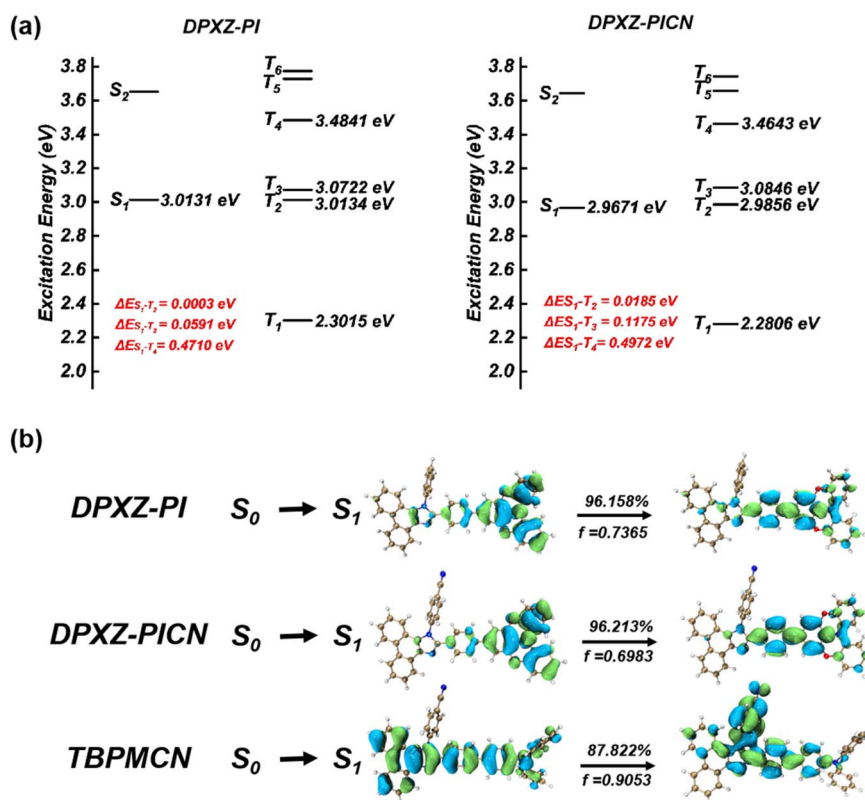 (a)
DPXZ-PI
Excitation Energy (eV)
3.8
3.6
3.4
3.2
3.0
2.8
2.6
2.4
2.2
2.0
S2
S1 3.0131 eV
T6
T5
T4 3.4841 eV
T3 3.0722 eV
T2 3.0134 eV
T1 2.3015 eV
ΔES1-T2= 0.0003 eV
ΔES1-T3= 0.0591 eV
ΔES1-T4= 0.4710 eV
DPXZ-PICN
Excitation Energy (eV)
3.8
3.6
3.4
3.2
3.0
2.8
2.6
2.4
2.2
2.0
S2
S1 2.9671 eV
T6
T5
T4 3.4643 eV
T3 3.0846 eV
T2 2.9856 eV
T1 2.2806 eV
ΔES1-T2 = 0.0185 eV
ΔES1-T3 = 0.1175 eV
ΔES1-T4= 0.4972 eV
(b)
DPXZ-PI S0 S1 96.158%
f =0.7365
DPXZ-PICN S0 S1 96.213%
f =0.6983
TBPMCN S0 S1 87.822%
f =0.9053